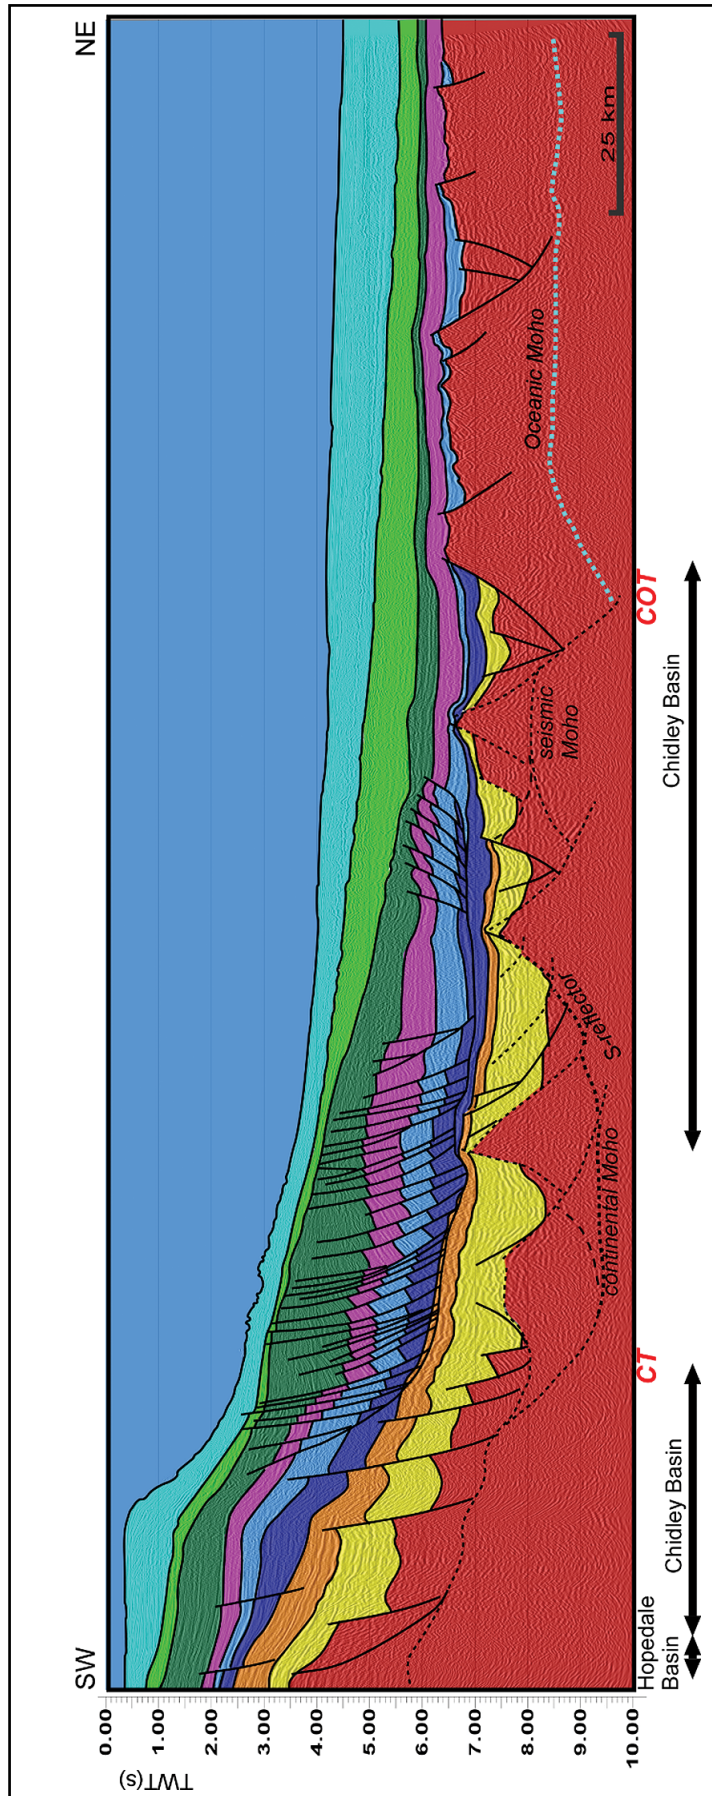 SW
NE
TWT(s)
0.00
1.00
2.00
3.00
4.00
5.00
6.00
7.00
8.00
9.00
10.00
25 km
Oceanic Moho
seismic
Moho
S-reflector
continental Moho
CT
COT
Hopedale
Basin
Chidley Basin
Chidley Basin